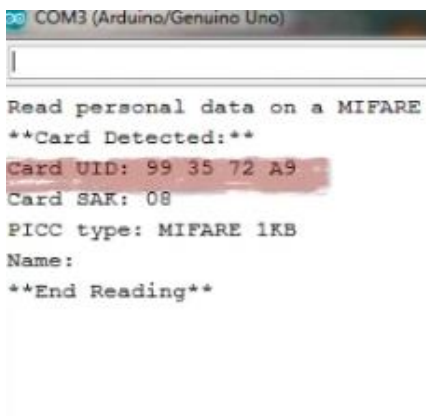 COM3 (Arduino/Genuino Uno)
Read personal data on a MIFARE
**Card Detected:**
Card UID: 99 35 72 A9
Card SAK: 08
PICC type: MIFARE 1KB
Name:
**End Reading**